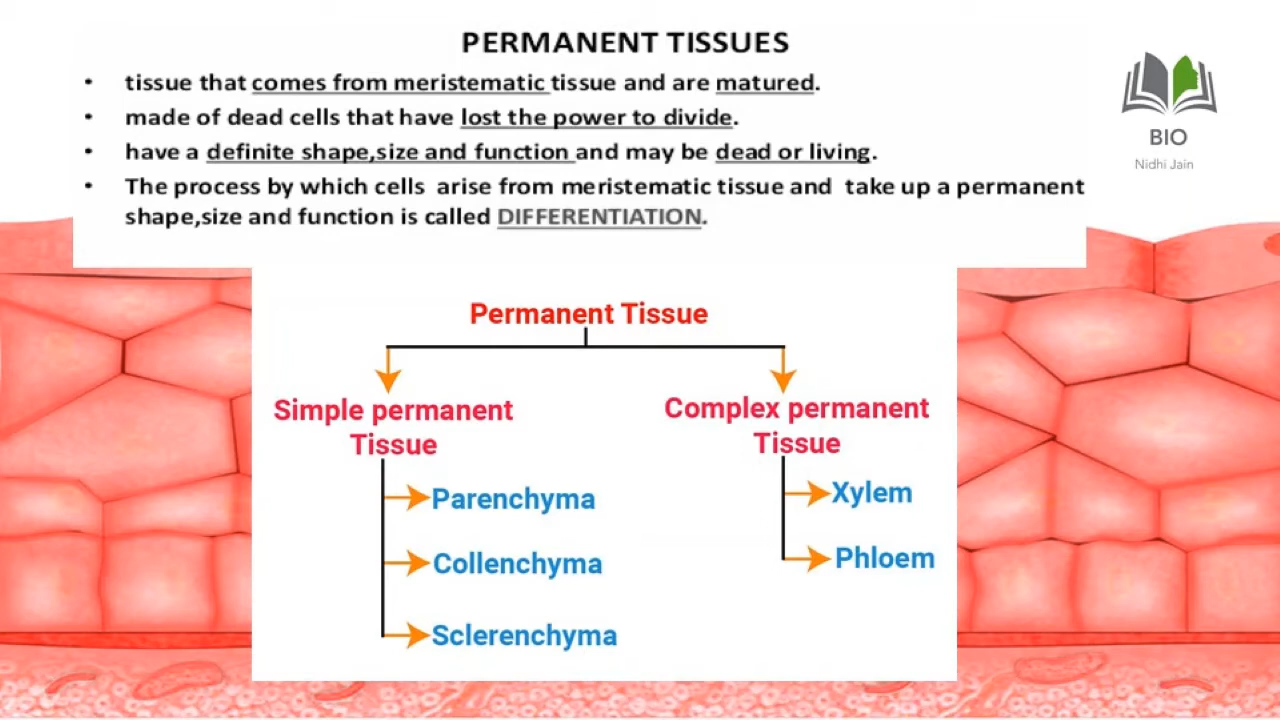 PERMANENT TISSUES
• tissue that comes from meristematic tissue and are matured.
• made of dead cells that have lost the power to divide.
• have a definite shape,size and function and may be dead or living.
• The process by which cells arise from meristematic tissue and take up a permanent
shape,size and function is called DIFFERENTIATION.
BIO
Nidhi Jain
Permanent Tissue
Simple permanent
Tissue
Parenchyma
Collenchyma
Sclerenchyma
Complex permanent
Tissue
Xylem
Phloem